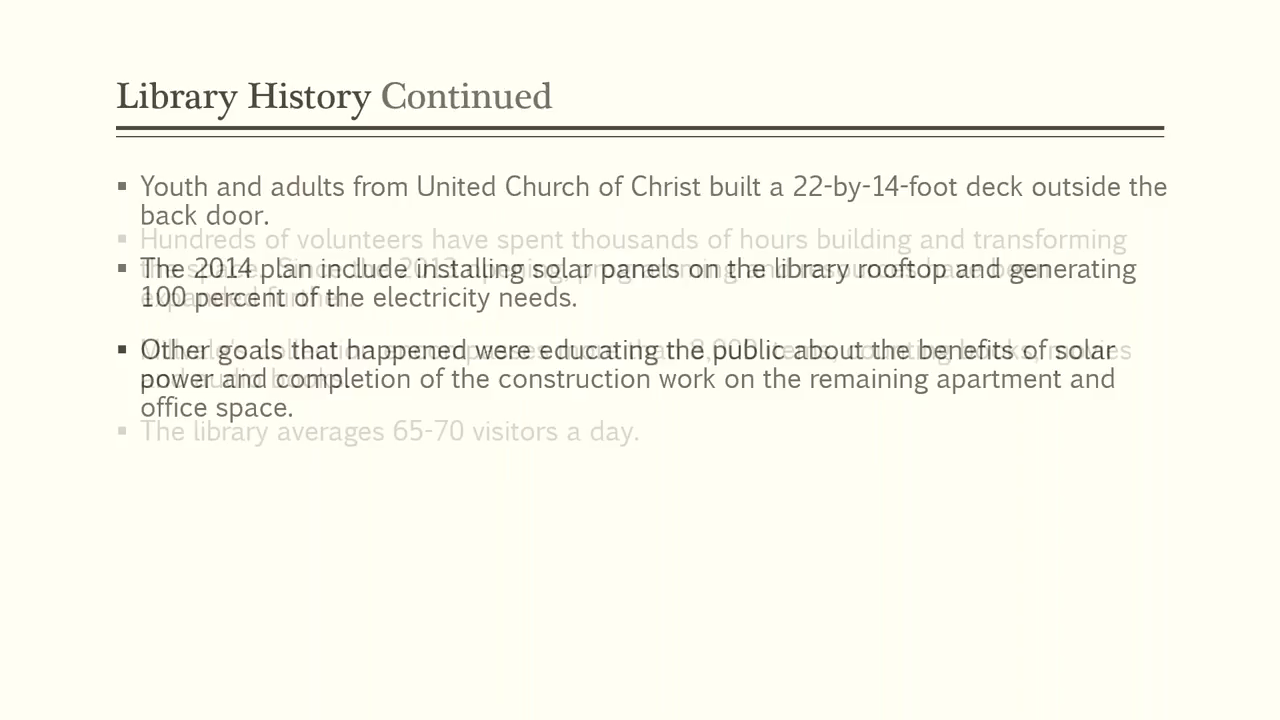 Library History Continued
▪ Youth and adults from United Church of Christ built a 22-by-14-foot deck outside the
back door.
▪ Hundreds of volunteers have spent thousands of hours building and transforming
▪ The 2014 plan include installing solar panels on the library rooftop and generating
100 percent of the electricity needs.
▪ Other goals that happened were educating the public about the benefits of solar
power and completion of the construction work on the remaining apartment and
office space.
▪ The library averages 65-70 visitors a day.